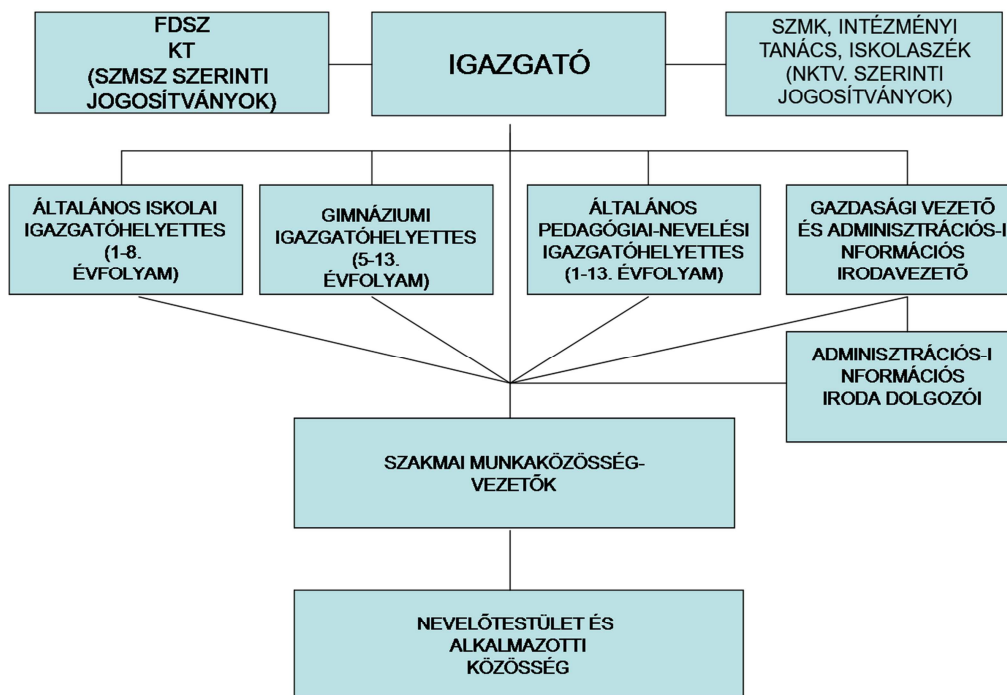 FDSZ
KT
(SZMSZ SZERINTI
JOGOSÍTVÁNYOK)
IGAZGATÓ
SZMK, INTÉZMÉNYI
TANÁCS, ISKOLASZÉK
(NKTV. SZERINTI
JOGOSÍTVÁNYOK)
ÁLTALÁNOS ISKOLAI
IGAZGATÓHELYETTES
(1-8.
ÉVFOLYAM)
GIMNÁZIUMI
IGAZGATÓHELYETTES
(5-13.
ÉVFOLYAM)
ÁLTALÁNOS
PEDAGÓGIAI-NEVELÉSI
IGAZGATÓHELYETTES
(1-13. ÉVFOLYAM)
GAZDASÁGI VEZETŐ
ÉS ADMINISZTRÁCIÓS-I
NFORMÁCIÓS
IRODAVEZETŐ
ADMINISZTRÁCIÓS-I
NFORMÁCIÓS
IRODA DOLGOZÓI
SZAKMAI MUNKAKÖZÖSSÉG-
VEZETŐK
NEVELŐTESTÜLET ÉS
ALKALMAZOTTI
KÖZÖSSÉG